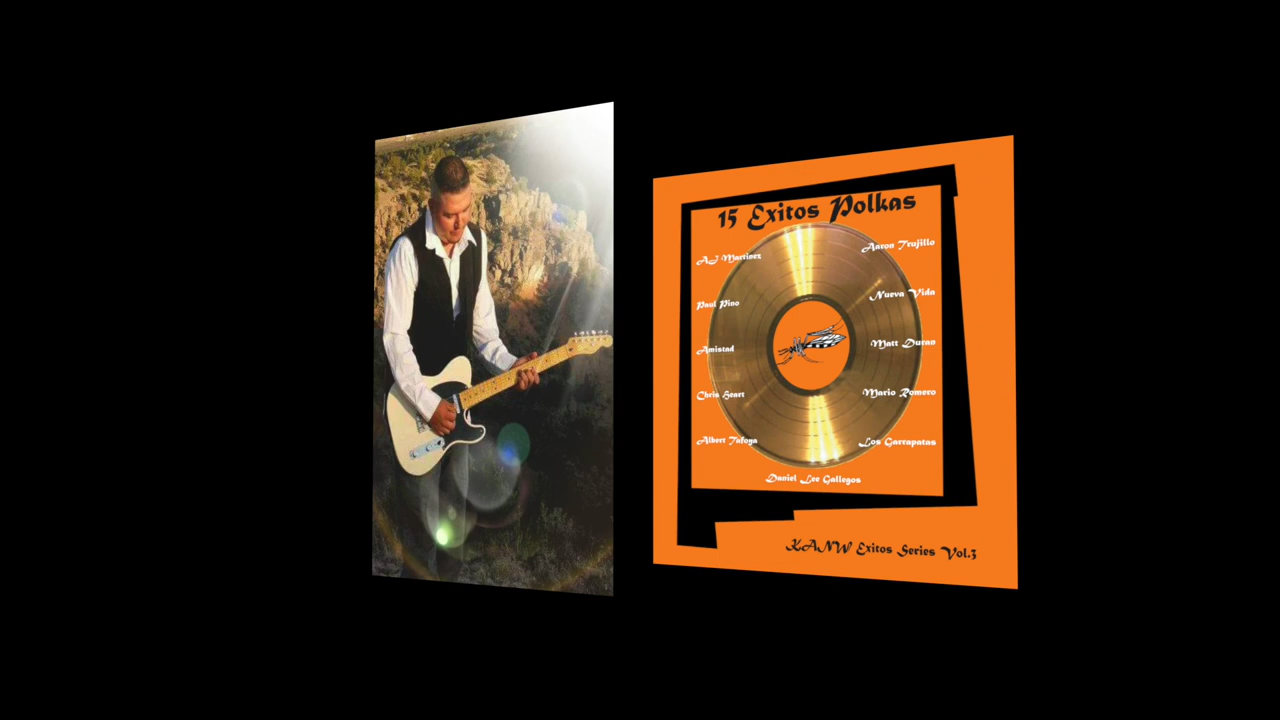 15 Exitos Polkas
AJ Martinez
Aaron Trujillo
Paul Pino
Nueva Vida
Amistad
Matt Duran
Chris Heart
Mario Romero
Albert Tafoya
Los Garrapatas
Daniel Lee Gallegos
KANW Exitos Series Vol.3